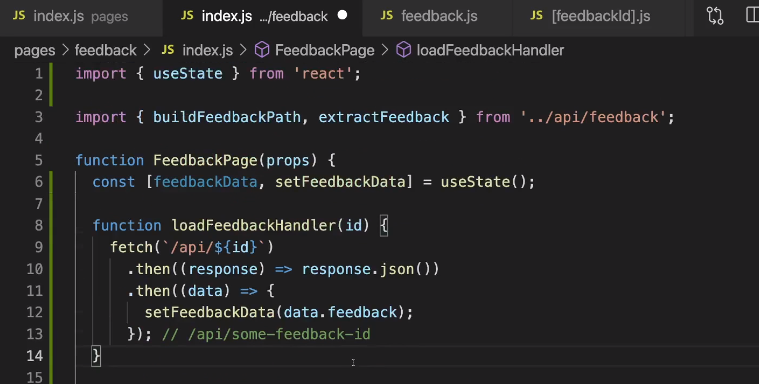 JS index.js pages JS index.js .../feedback JS feedback.js JS [feedbackId].js
pages > feedback > JS index.js > FeedbackPage > loadFeedbackHandler
1 import { useState } from 'react';
2
3 import { buildFeedbackPath, extractFeedback } from '../api/feedback';
4
5 function FeedbackPage(props) {
6 const [feedbackData, setFeedbackData] = useState();
7
8 function loadFeedbackHandler(id) {
9 fetch(`/api/${id}`)
10 .then((response) => response.json())
11 .then((data) => {
12 setFeedbackData(data.feedback);
13 }); // /api/some-feedback-id
14 }
15